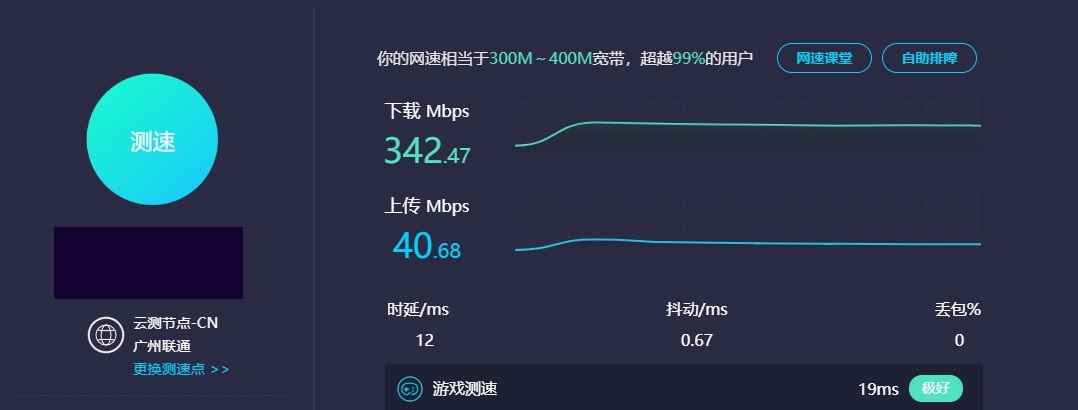 测速
云测节点-CN
广州联通
更换测速点 >>
你的网速相当于300M~400M宽带，超越99%的用户
网速课堂
自助排障
下载 Mbps
342.47
上传 Mbps
40.68
时延/ms 抖动/ms 丢包%
12 0.67 0
游戏测速 19ms 极好